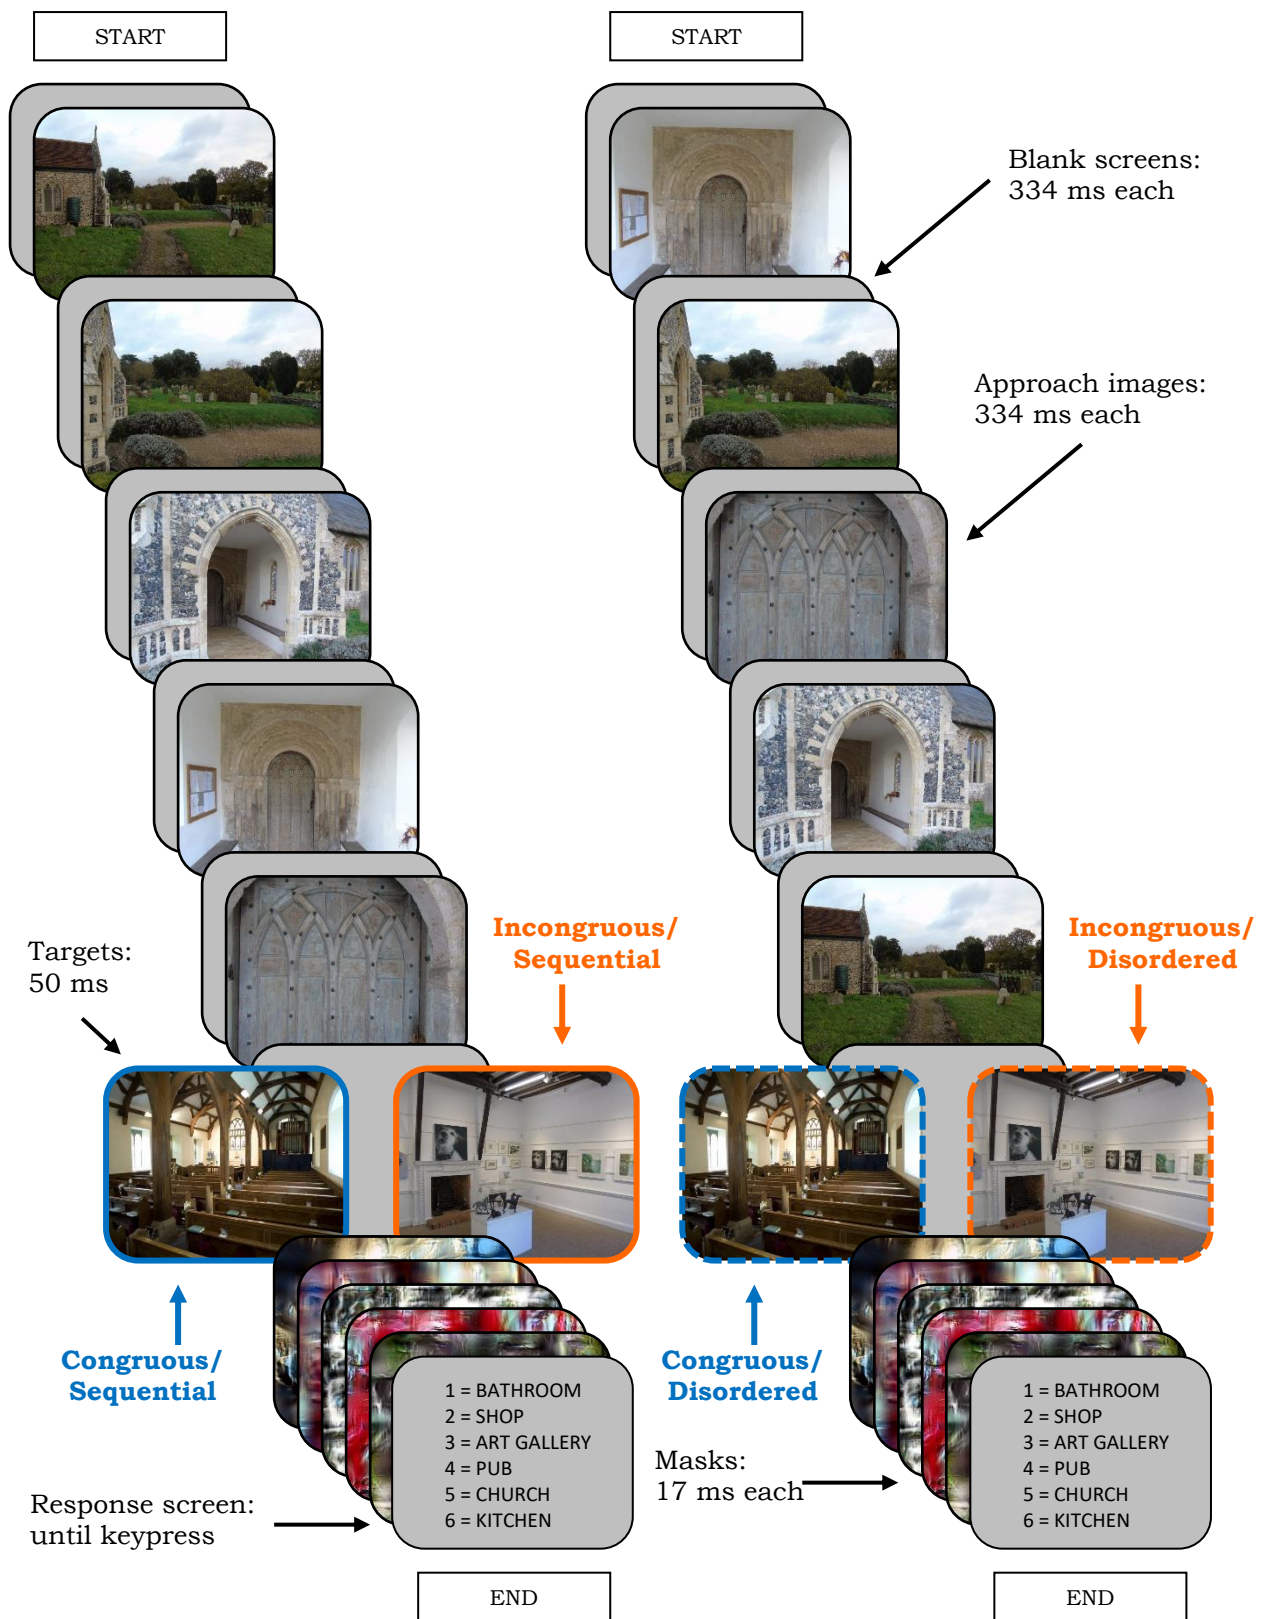 START
START
Blank screens:
334 ms each
Approach images:
334 ms each
Targets:
50 ms
Incongruous/
Sequential
Incongruous/
Disordered
Congruous/
Sequential
Congruous/
Disordered
1 = BATHROOM
2 = SHOP
3 = ART GALLERY
4 = PUB
5 = CHURCH
6 = KITCHEN
1 = BATHROOM
2 = SHOP
3 = ART GALLERY
4 = PUB
5 = CHURCH
6 = KITCHEN
Masks:
17 ms each
Response screen:
until keypress
END
END